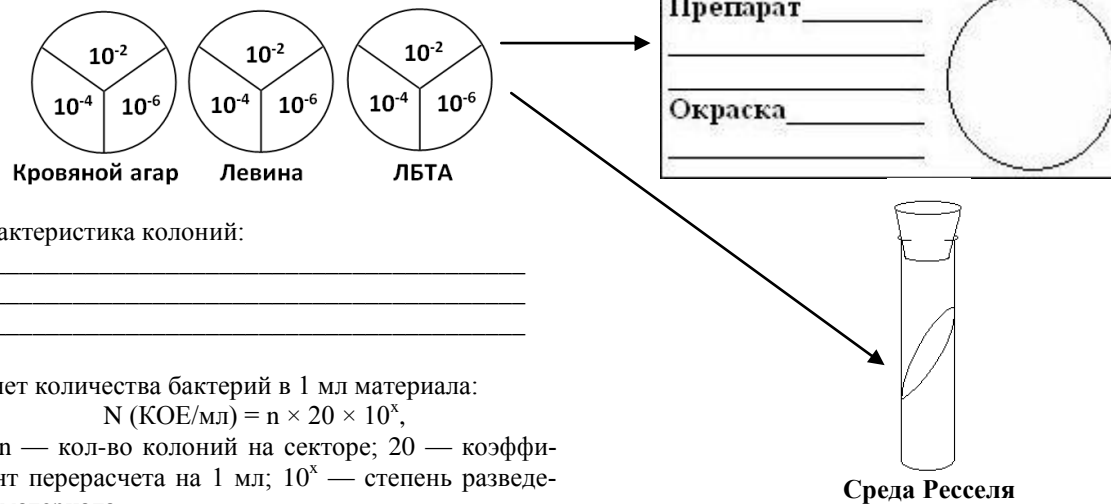 Препарат
Окраска
10⁻² 10⁻² 10⁻²
10⁻⁴ 10⁻⁶ 10⁻⁴ 10⁻⁶ 10⁻⁴ 10⁻⁶
Кровяной агар Левина ЛБТА
актеристика колоний:
ет количества бактерий в 1 мл материала:
N (КОЕ/мл) = n × 20 × 10ˣ,
n — кол-во колоний на секторе; 20 — коэффи-
нт перерасчета на 1 мл; 10ˣ — степень разведе-
Среда Ресселя